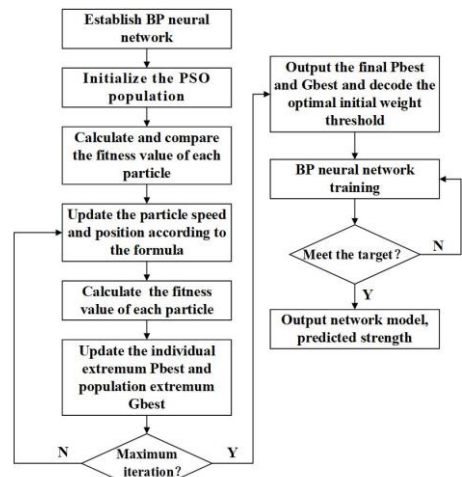 Establish BP neural
network
Initialize the PSO
population
Calculate and compare
the fitness value of each
particle
Update the particle speed
and position according to
the formula
Calculate the fitness
value of each particle
Update the individual
extremum Pbest and
population extremum
Gbest
N
Maximum
iteration?
Y
Output the final Pbest
and Gbest and decode the
optimal initial weight
threshold
BP neural network
training
Meet the target?
N
Y
Output network model,
predicted strength